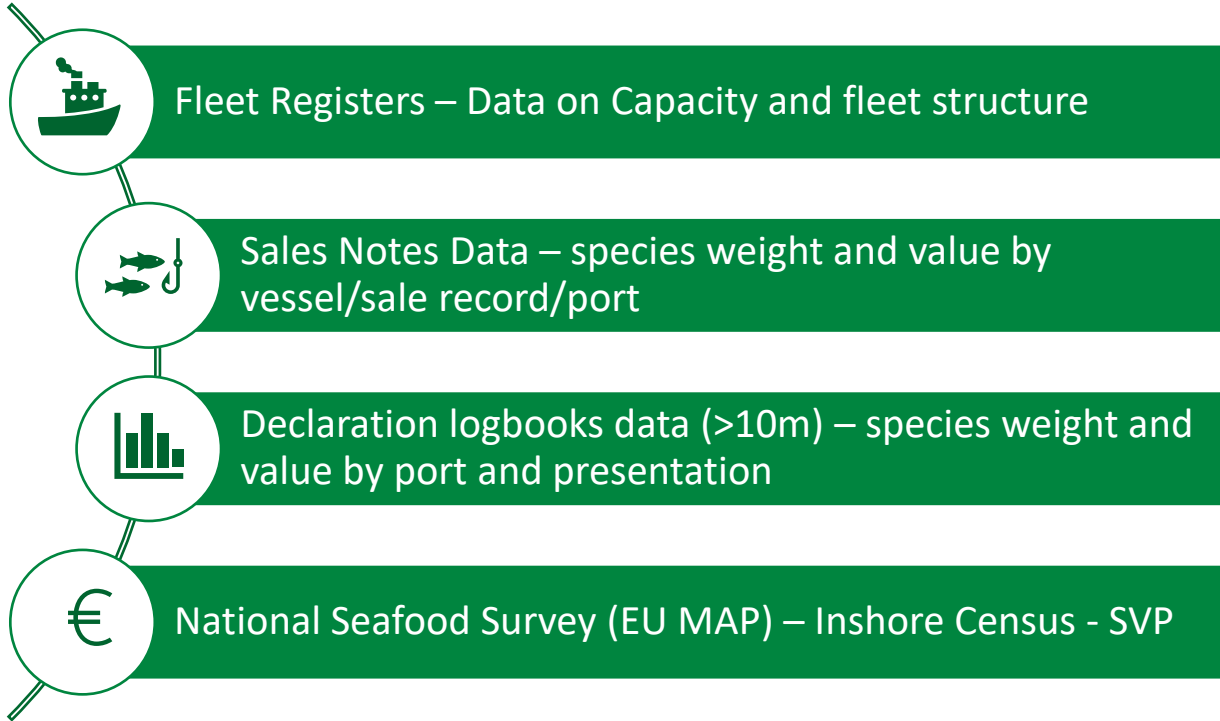 Fleet Registers – Data on Capacity and fleet structure
Sales Notes Data – species weight and value by
vessel/sale record/port
Declaration logbooks data (>10m) – species weight and
value by port and presentation
€
National Seafood Survey (EU MAP) – Inshore Census - SVP